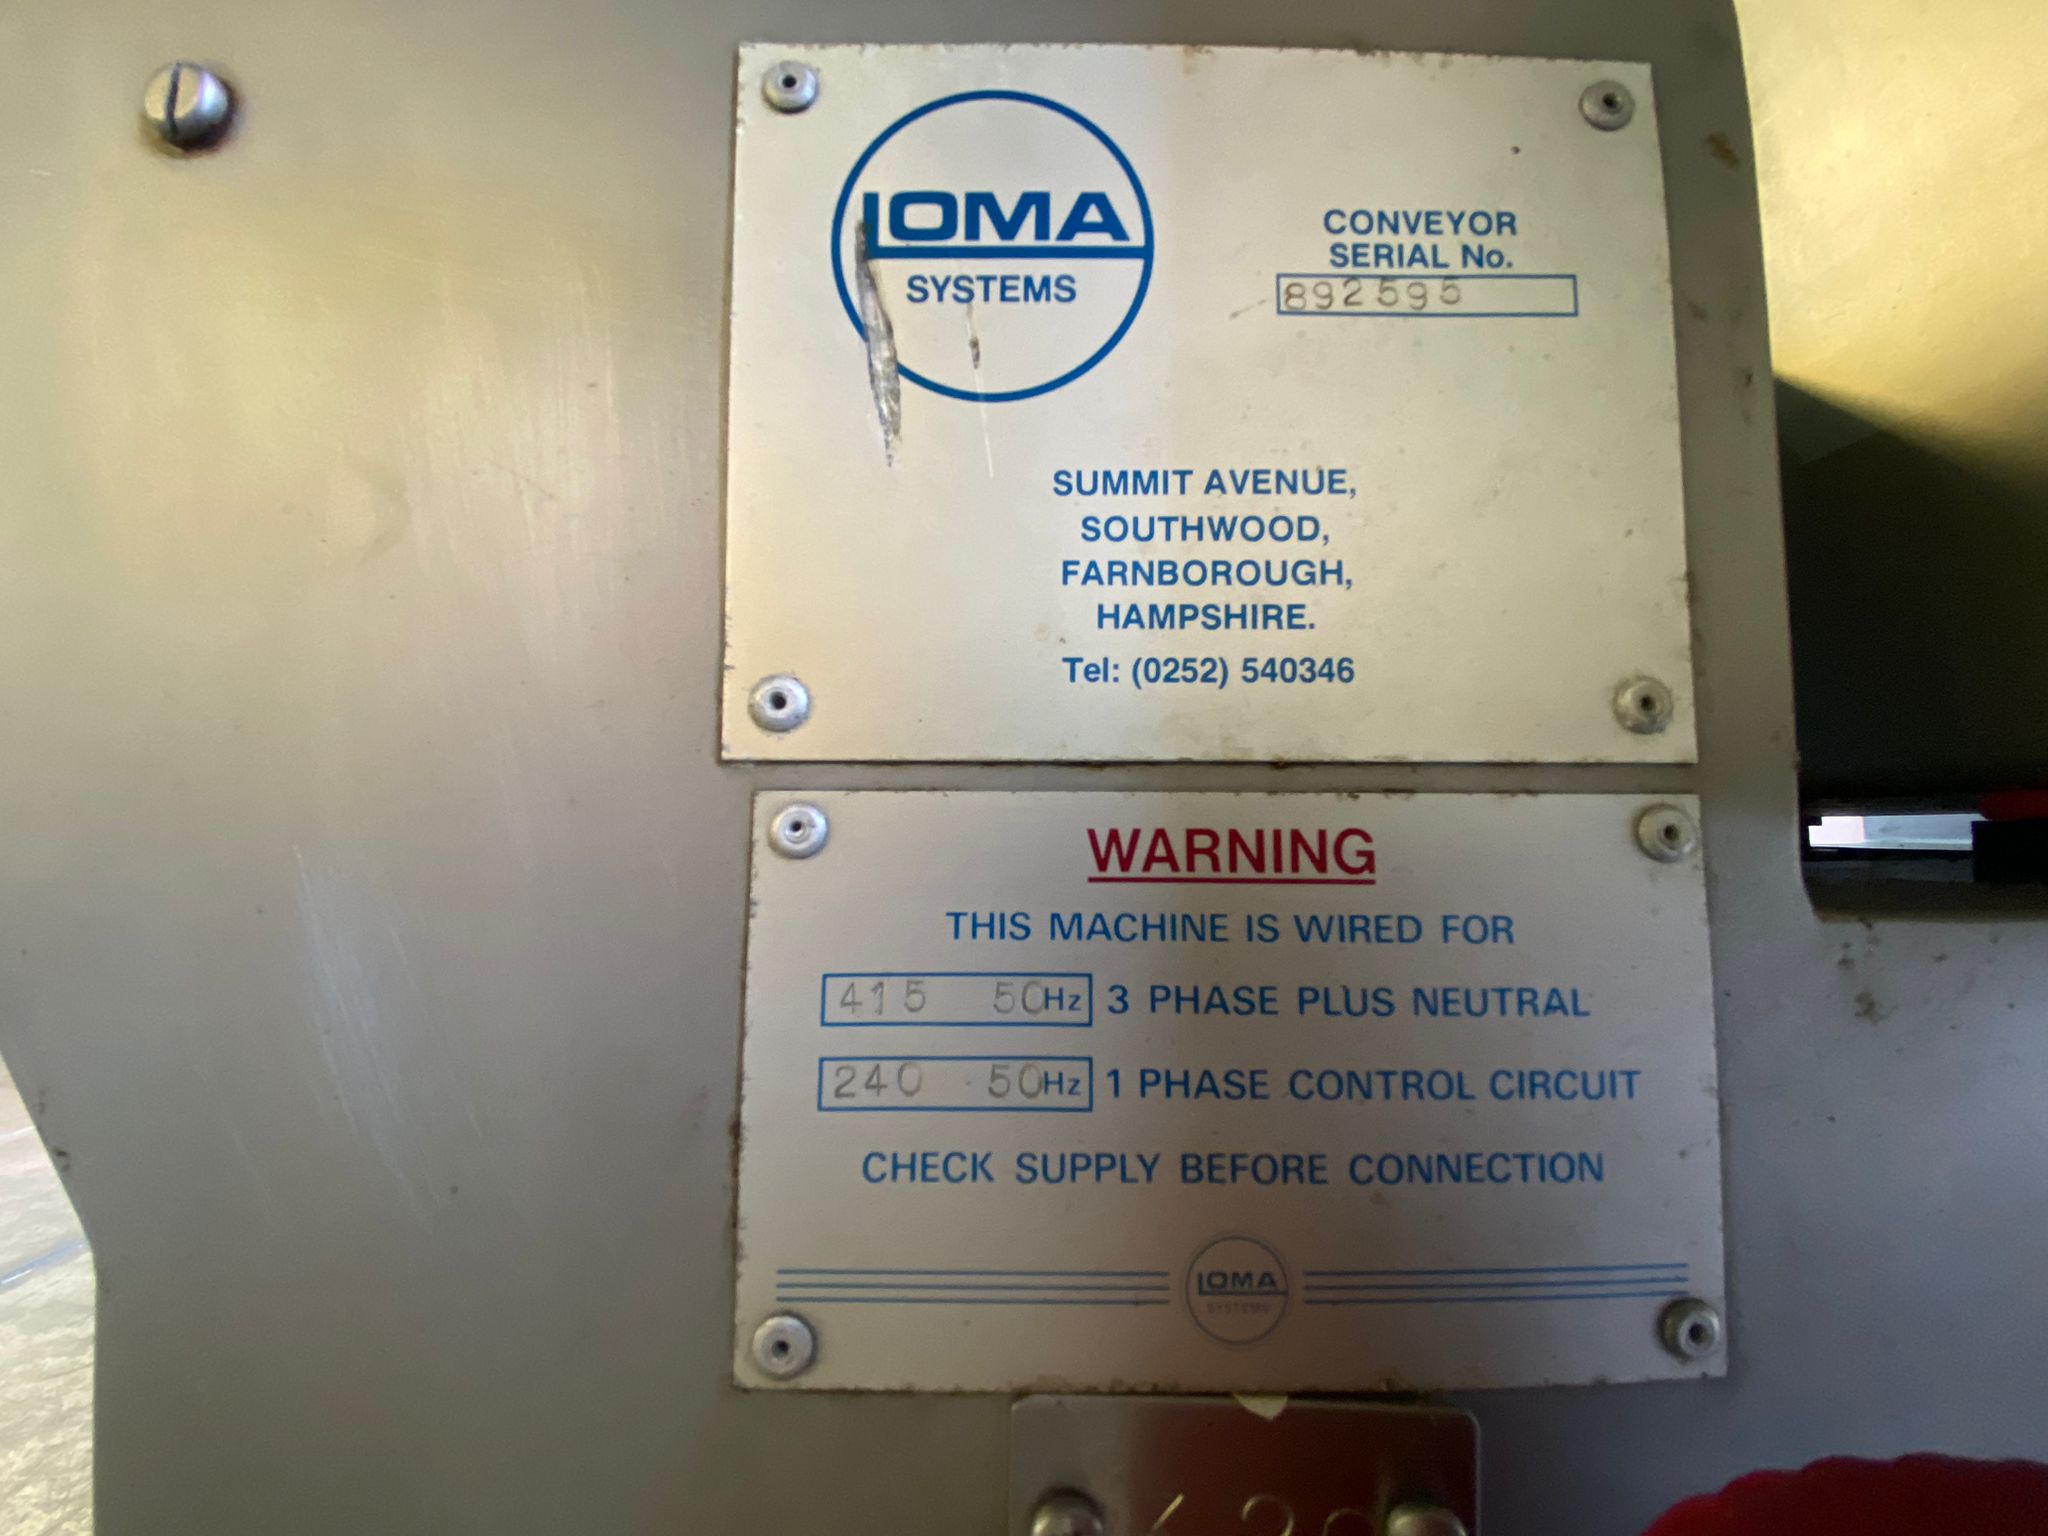 LOMA
SYSTEMS
CONVEYOR
SERIAL No.
892595
SUMMIT AVENUE,
SOUTHWOOD,
FARNBOROUGH,
HAMPSHIRE.
Tel: (0252) 540346
WARNING
THIS MACHINE IS WIRED FOR
415 50Hz 3 PHASE PLUS NEUTRAL
240 50Hz 1 PHASE CONTROL CIRCUIT
CHECK SUPPLY BEFORE CONNECTION
LOMA
SYSTEMS